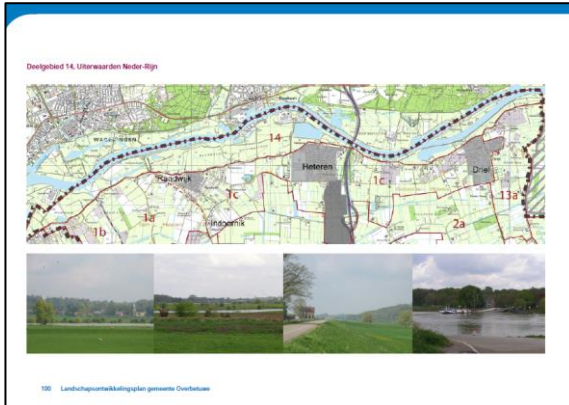 Deelgebied 14, Uiterwaarden Neder-Rijn
WAGENINGEN
14
Heteren
Randwijk
1c
1c
Driel
13a
1a
Indoornik
1b
2a
100 Landschapsontwikkelingsplan gemeente Overbetuwe